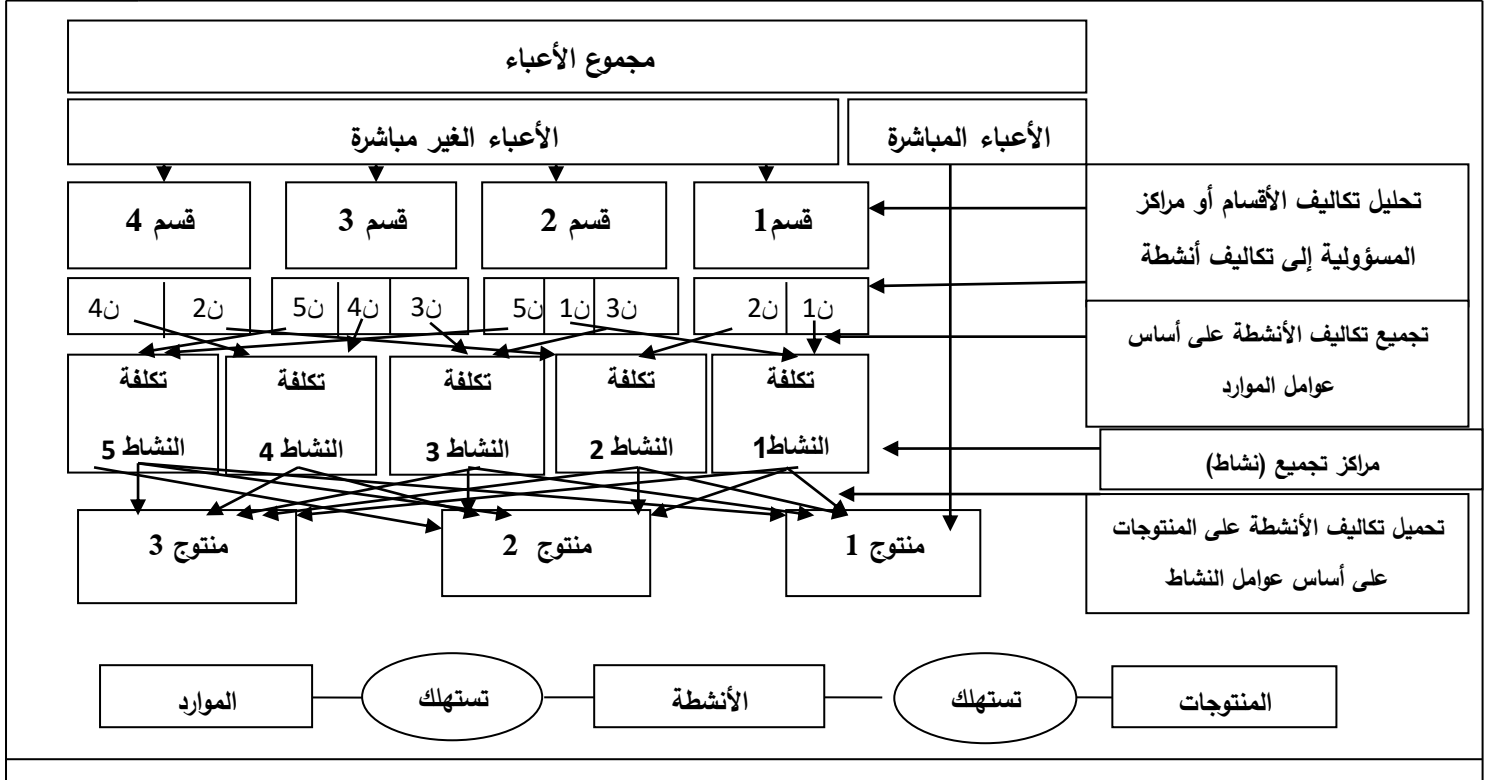 مجموع الأعباء
الأعباء المباشرة
الأعباء الغير مباشرة
تحليل تكاليف الأقسام أو مراكز
المسؤولية إلى تكاليف أنشطة
قسم1
قسم 2
قسم 3
قسم 4
ن1
ن2
ن3
ن1
ن5
ن3
ن4
ن5
ن2
ن4
تجميع تكاليف الأنشطة على أساس
عوامل الموارد
تكلفة
النشاط1
تكلفة
النشاط 2
تكلفة
النشاط 3
تكلفة
النشاط 4
تكلفة
النشاط 5
مراكز تجميع (نشاط)
تحميل تكاليف الأنشطة على المنتوجات
على أساس عوامل النشاط
منتوج 1
منتوج 2
منتوج 3
المنتوجات
تستهلك
الأنشطة
تستهلك
الموارد